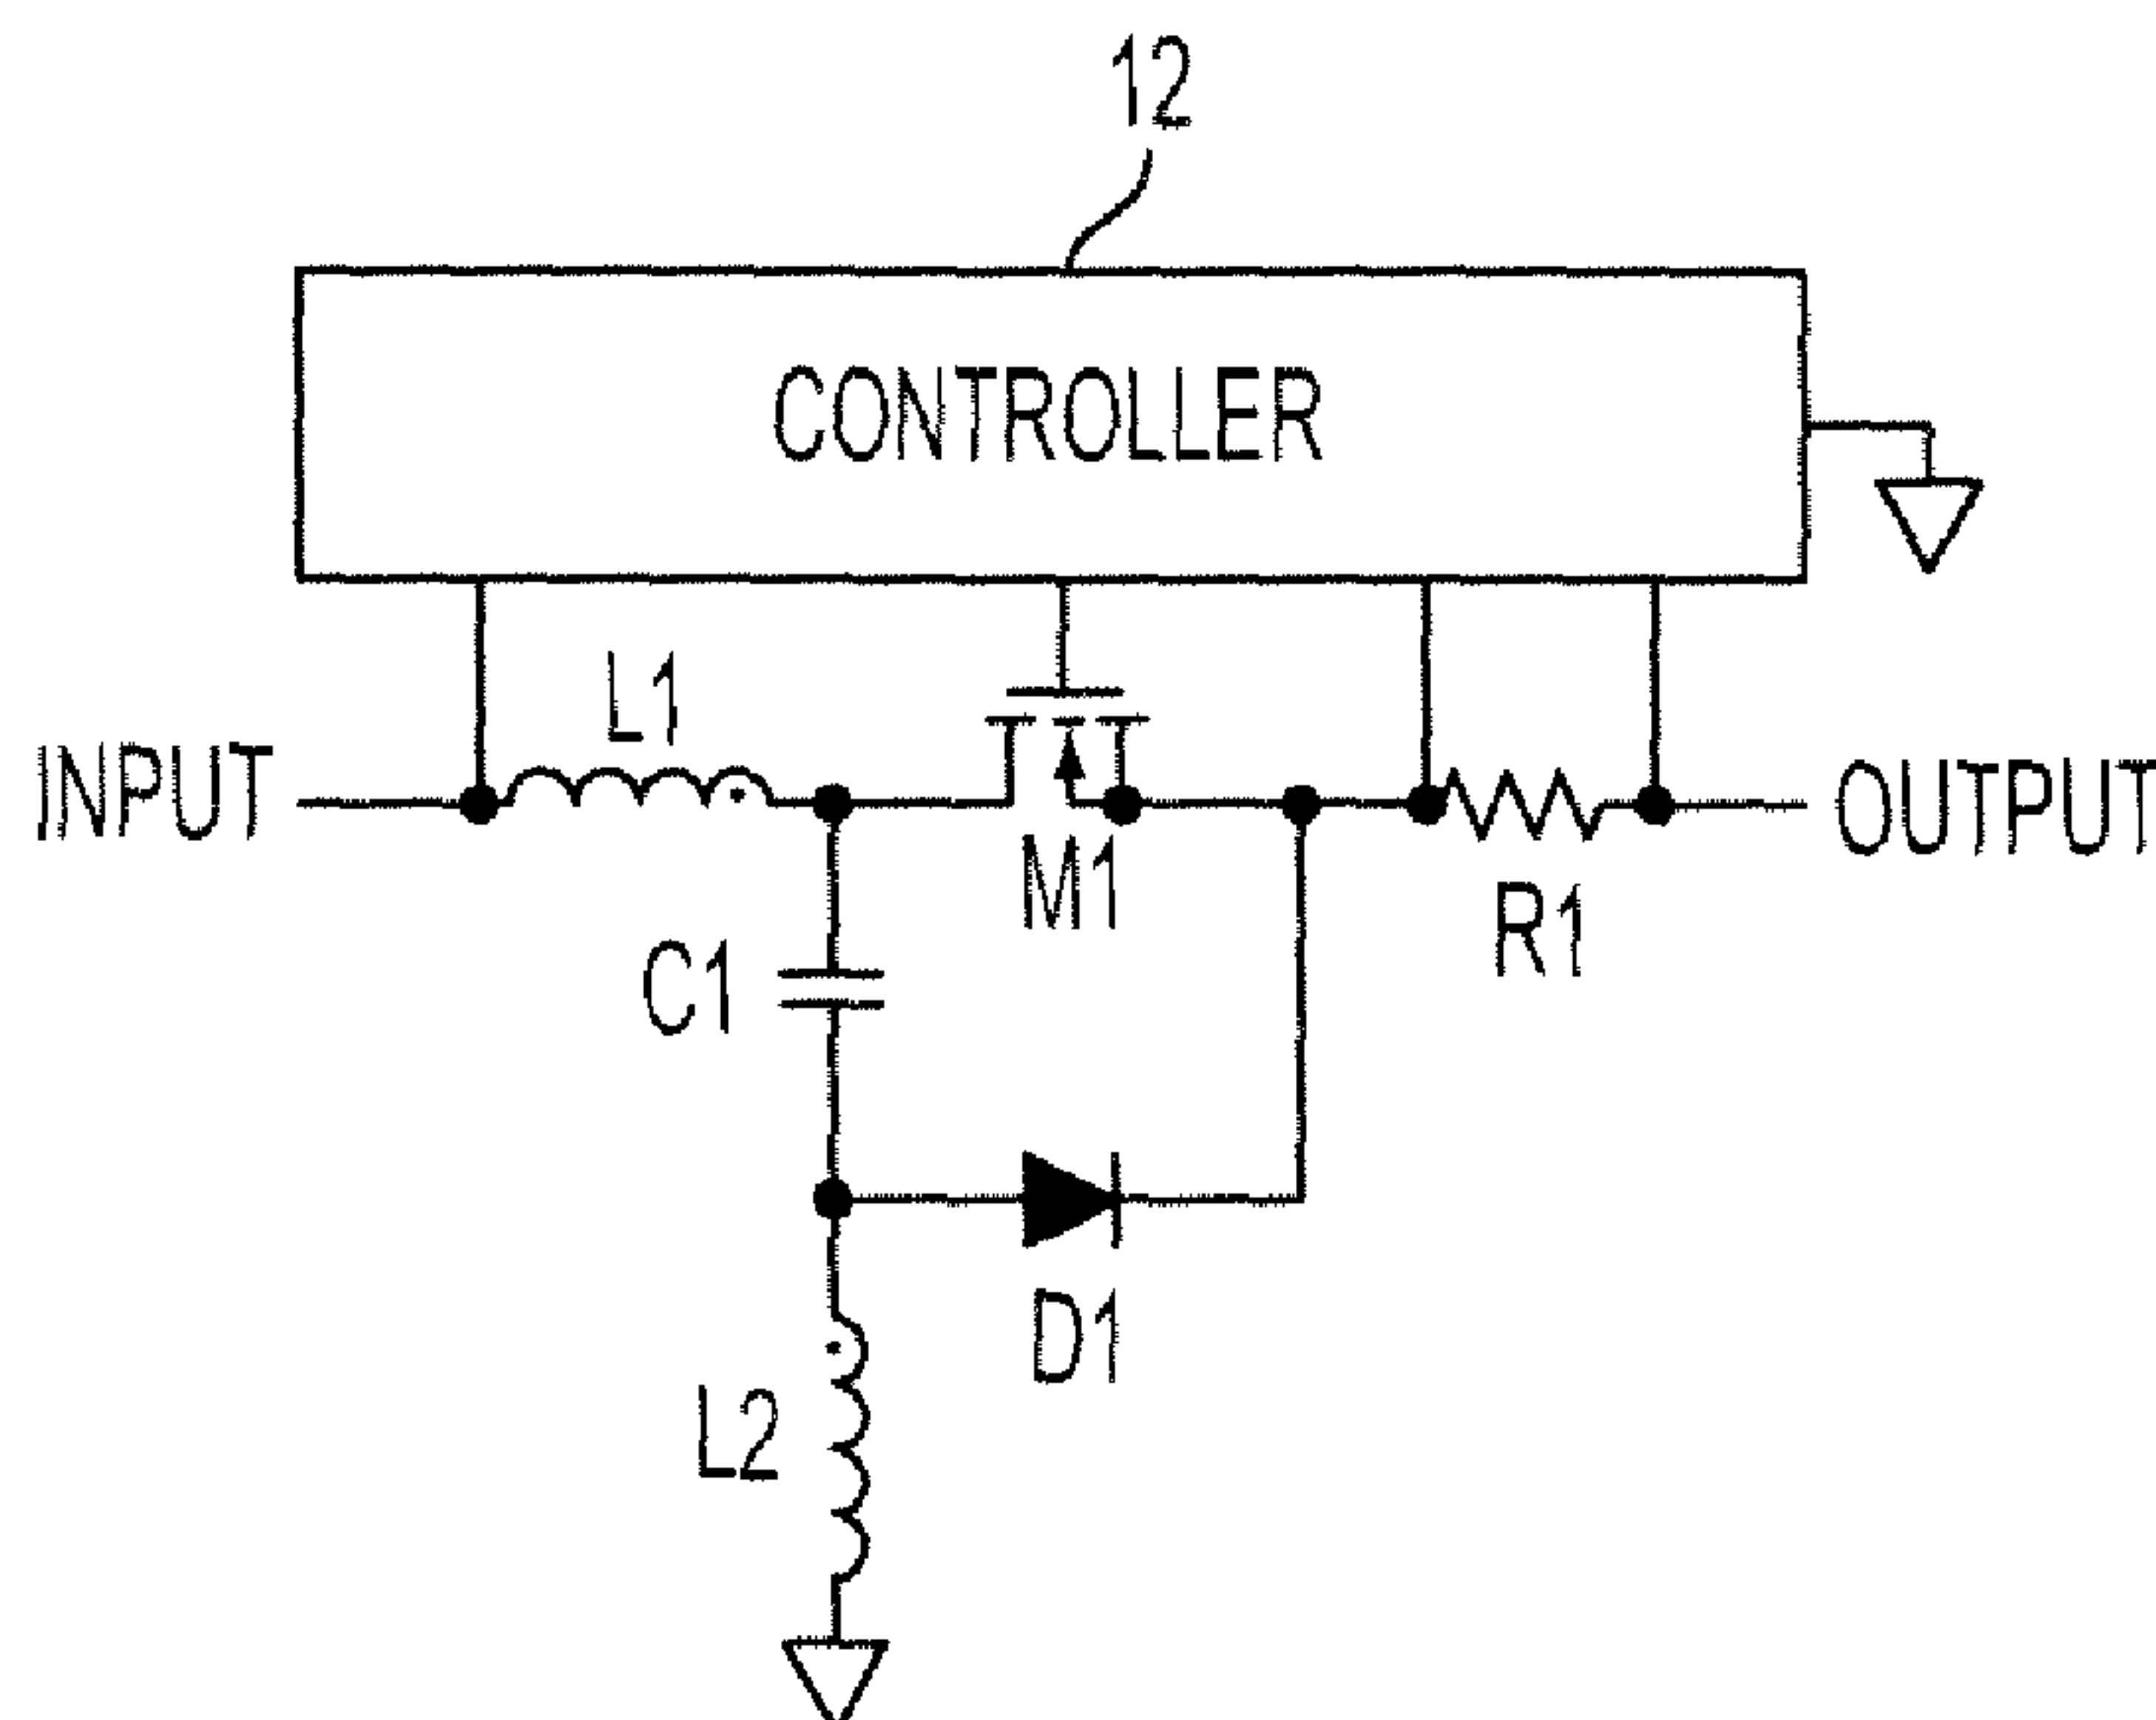 12
CONTROLLER
L1
INPUT
OUTPUT
M1
R1
C1
D1
L2